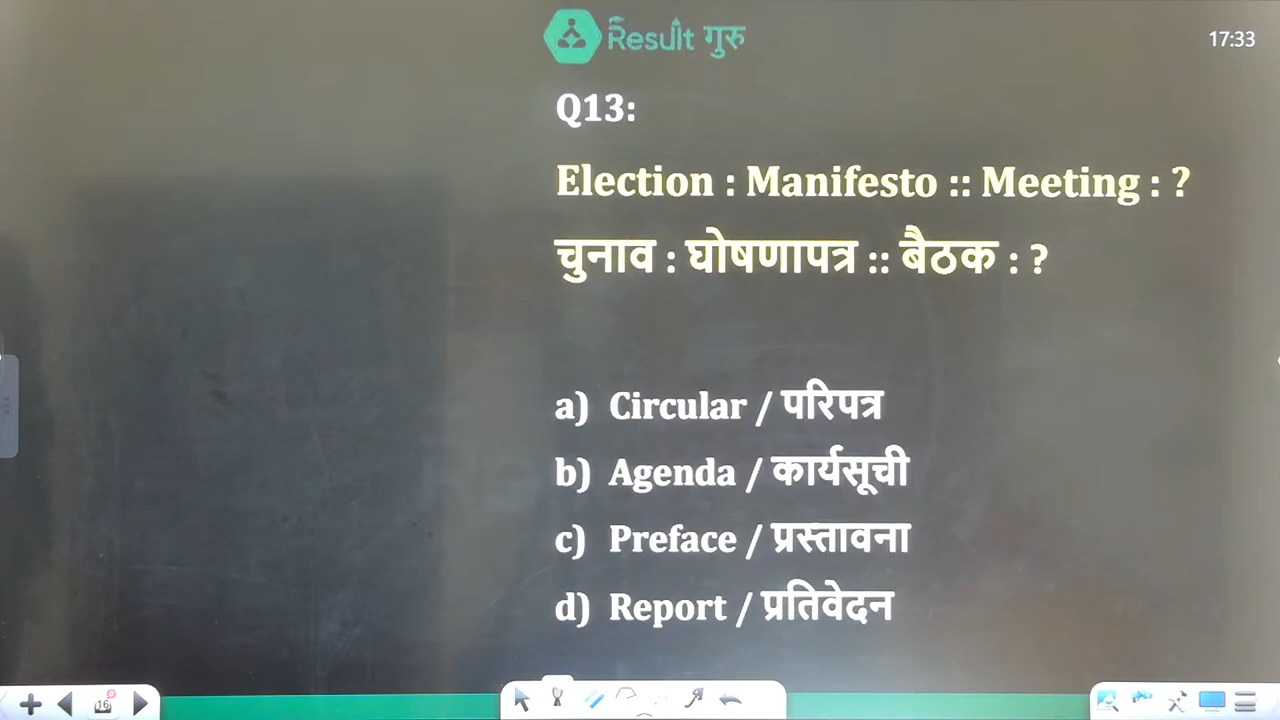 Result गुरु
17:33
Q13:
Election : Manifesto :: Meeting : ?
चुनाव : घोषणापत्र :: बैठक : ?
a) Circular / परिपत्र
b) Agenda / कार्यसूची
c) Preface / प्रस्तावना
d) Report / प्रतिवेदन
16